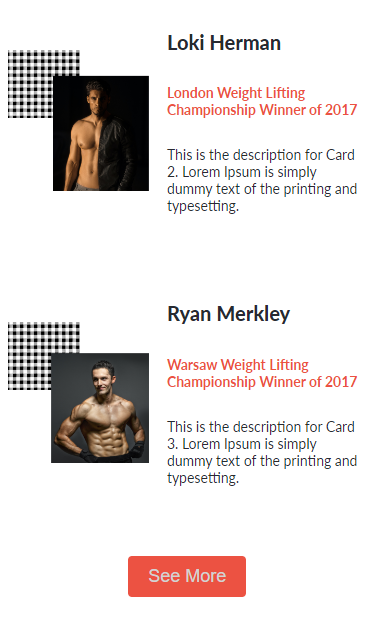 Loki Herman
London Weight Lifting
Championship Winner of 2017
This is the description for Card
2. Lorem Ipsum is simply
dummy text of the printing and
typesetting.
Ryan Merkley
Warsaw Weight Lifting
Championship Winner of 2017
This is the description for Card
3. Lorem Ipsum is simply
dummy text of the printing and
typesetting.
See More